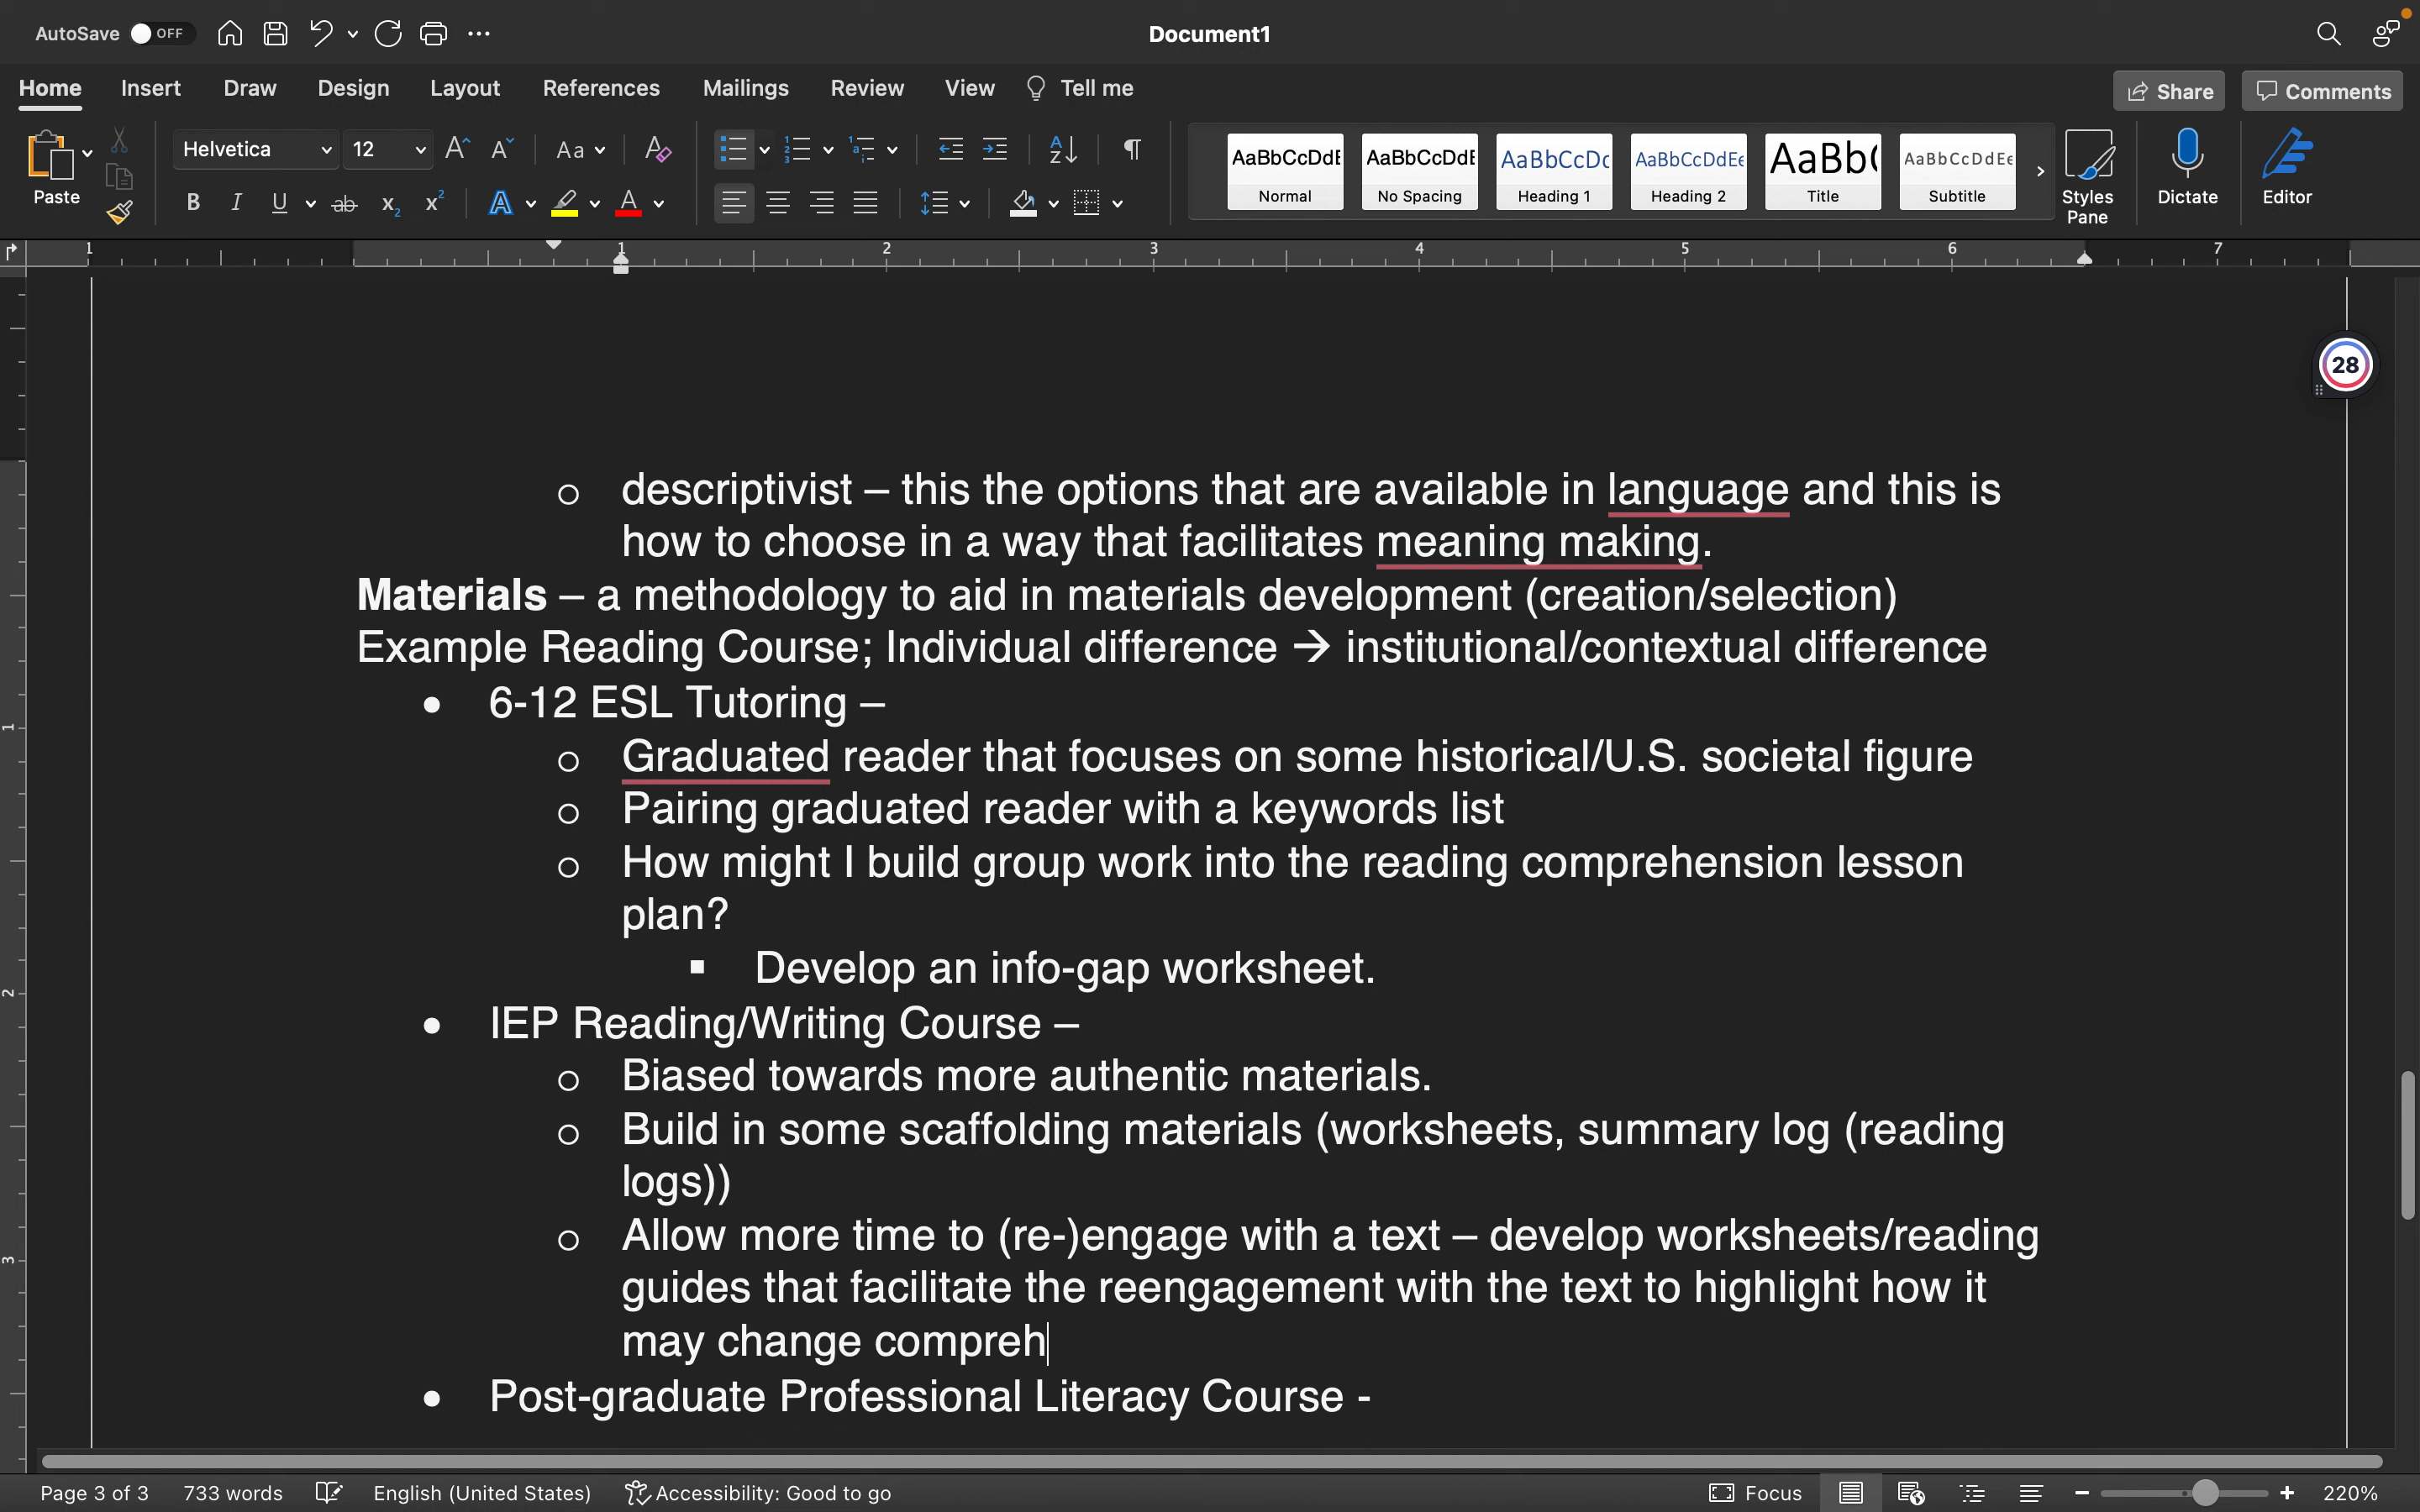 AutoSave OFF Document1
Home Insert Draw Design Layout References Mailings Review View Tell me Share Comments
Paste Helvetica 12 Aa
AaBbCcDdE AaBbCcDdE AaBbCcDc AaBbCcDdEe AaBb( AaBbCcDdEe
Normal No Spacing Heading 1 Heading 2 Title Subtitle
Styles Pane Dictate Editor
1 1 2 3 4 5 6 7
28
○ descriptivist – this the options that are available in language and this is
how to choose in a way that facilitates meaning making.
Materials – a methodology to aid in materials development (creation/selection)
Example Reading Course; Individual difference → institutional/contextual difference
• 6-12 ESL Tutoring –
○ Graduated reader that focuses on some historical/U.S. societal figure
○ Pairing graduated reader with a keywords list
○ How might I build group work into the reading comprehension lesson
plan?
▪ Develop an info-gap worksheet.
• IEP Reading/Writing Course –
○ Biased towards more authentic materials.
○ Build in some scaffolding materials (worksheets, summary log (reading
logs))
○ Allow more time to (re-)engage with a text – develop worksheets/reading
guides that facilitate the reengagement with the text to highlight how it
may change compreh
• Post-graduate Professional Literacy Course -
Page 3 of 3 733 words English (United States) Accessibility: Good to go Focus 220%